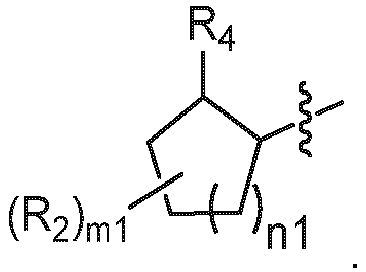 R₄
(R₂)m1
( )n1
.